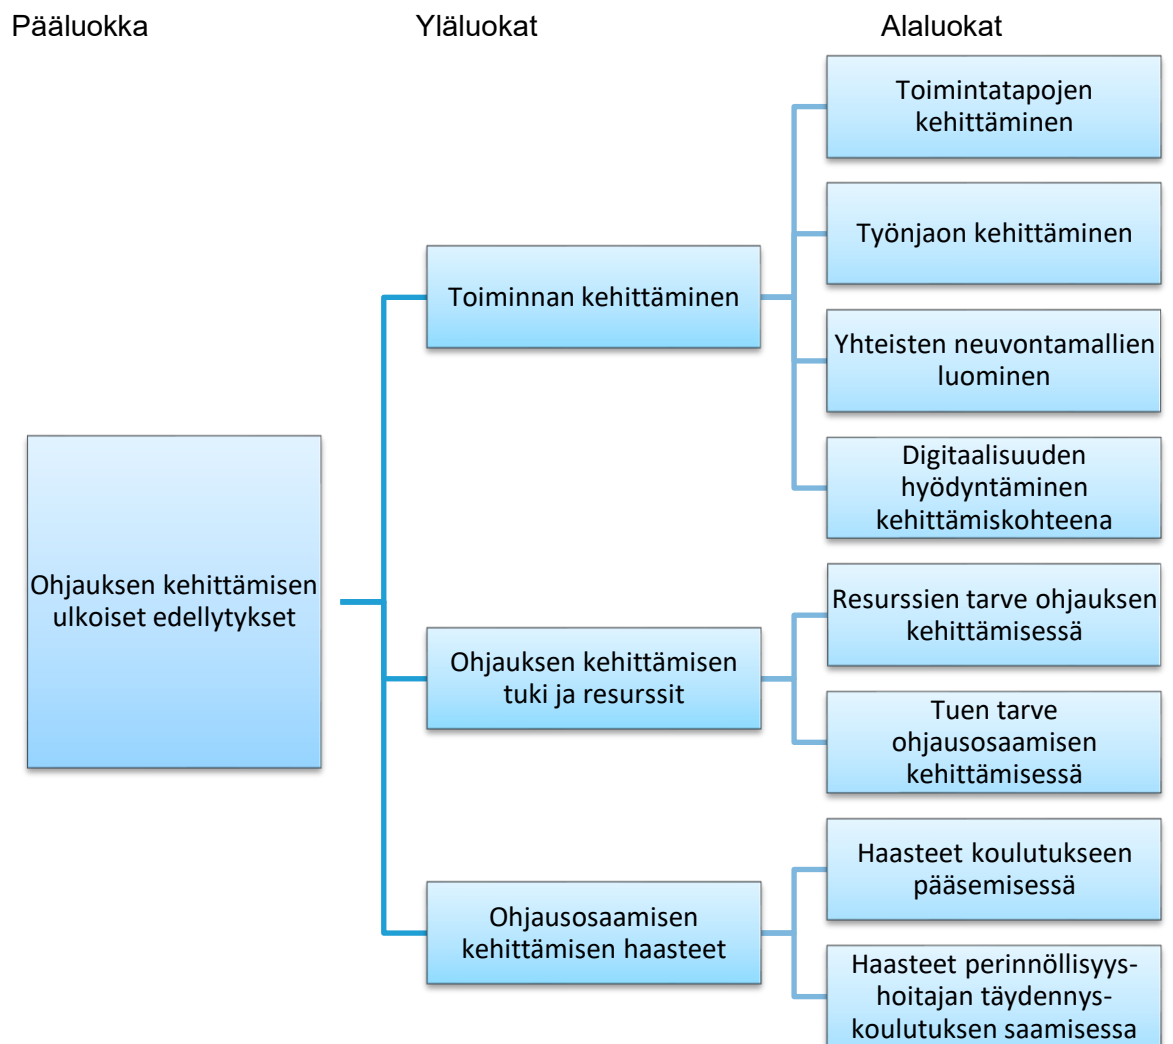 Pääluokka
Yläluokat
Alaluokat
Ohjauksen kehittämisen
ulkoiset edellytykset
Toiminnan kehittäminen
Toimintatapojen
kehittäminen
Työnjaon kehittäminen
Yhteisten neuvontamallien
luominen
Digitaalisuuden
hyödyntäminen
kehittämiskohteena
Ohjauksen kehittämisen
tuki ja resurssit
Resurssien tarve ohjauksen
kehittämisessä
Tuen tarve
ohjausosaamisen
kehittämisessä
Ohjausosaamisen
kehittämisen haasteet
Haasteet koulutukseen
pääsemisessä
Haasteet perinnöllisyys-
hoitajan täydennys-
koulutuksen saamisessa